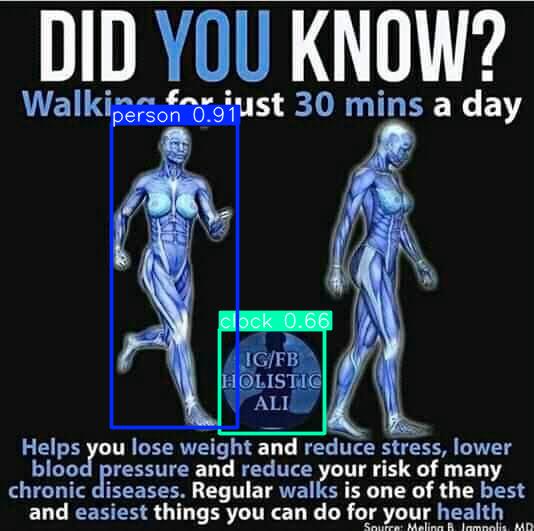 DID YOU KNOW?
Walking for just 30 mins a day
person 0.91
clock 0.66
IG/FB
HOLISTIC
ALI
Helps you lose weight and reduce stress, lower
blood pressure and reduce your risk of many
chronic diseases. Regular walks is one of the best
and easiest things you can do for your health
Source: Melina B. Jampolis, MD